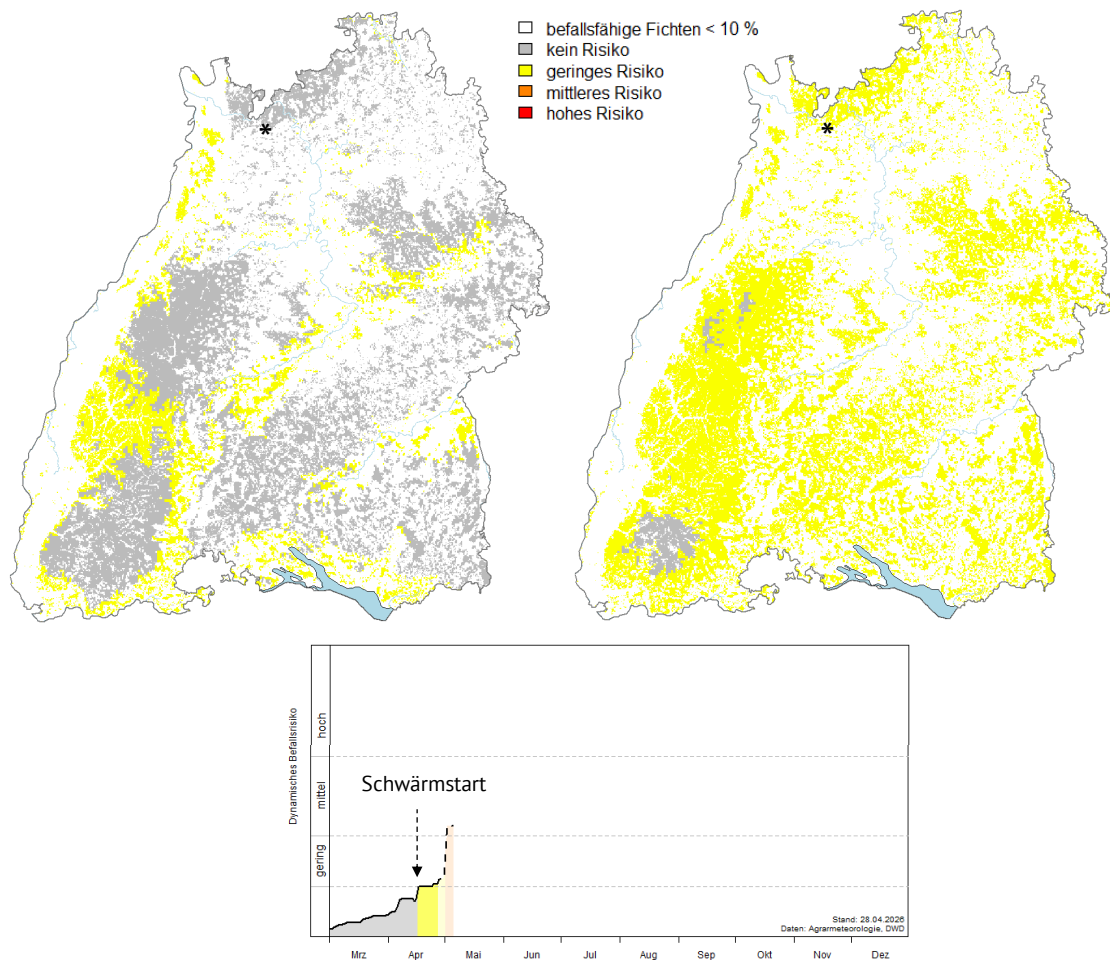 befallsfähige Fichten < 10 %
kein Risiko
geringes Risiko
mittleres Risiko
hohes Risiko
*
*
Dynamisches Befallsrisiko
hoch
mittel
gering
Schwärmstart
Stand: 28.04.2026
Daten: Agrarmeteorologie, DWD
Mrz Apr Mai Jun Jul Aug Sep Okt Nov Dez